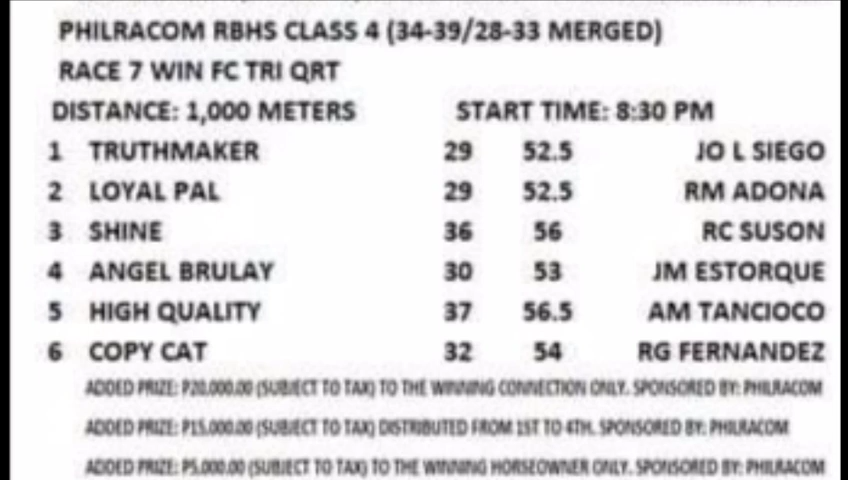 PHILRACOM RBHS CLASS 4 (34-39/28-33 MERGED)
RACE 7 WIN FC TRI QRT
DISTANCE: 1,000 METERS START TIME: 8:30 PM
1 TRUTHMAKER 29 52.5 JO L SIEGO
2 LOYAL PAL 29 52.5 RM ADONA
3 SHINE 36 56 RC SUSON
4 ANGEL BRULAY 30 53 JM ESTORQUE
5 HIGH QUALITY 37 56.5 AM TANCIOCO
6 COPY CAT 32 54 RG FERNANDEZ
ADDED PRIZE: P20,000.00 (SUBJECT TO TAX) TO THE WINNING CONNECTION ONLY. SPONSORED BY: PHILRACOM
ADDED PRIZE: P15,000.00 (SUBJECT TO TAX) DISTRIBUTED FROM 1ST TO 4TH. SPONSORED BY: PHILRACOM
ADDED PRIZE: P5,000.00 (SUBJECT TO TAX) TO THE WINNING HORSEOWNER ONLY. SPONSORED BY: PHILRACOM